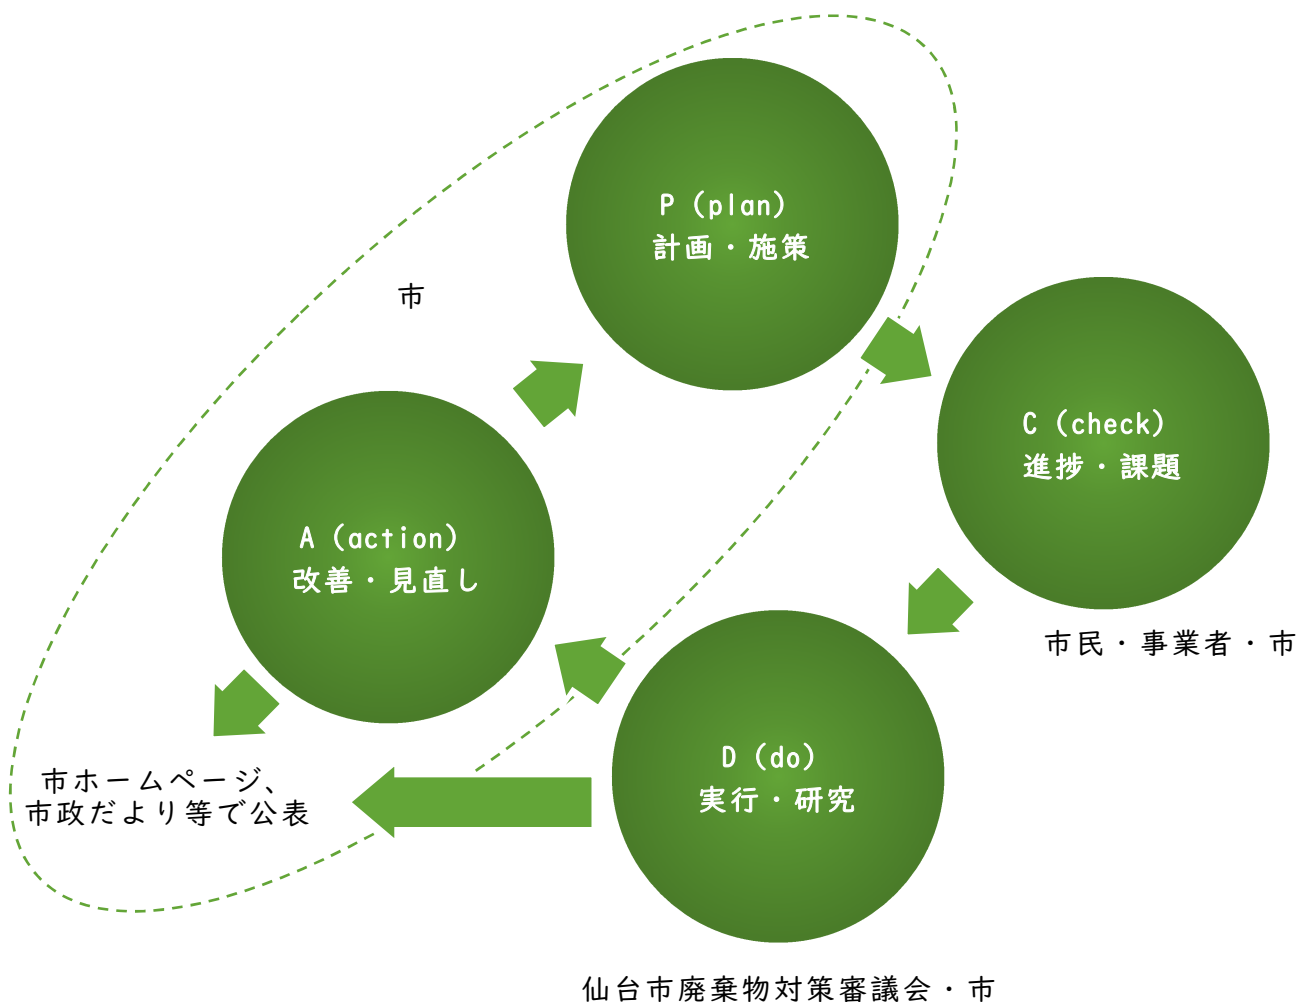 P（plan）
計画・施策
市
C（check）
進捗・課題
A（action）
改善・見直し
市民・事業者・市
D（do）
実行・研究
市ホームページ、
市政だより等で公表
仙台市廃棄物対策審議会・市